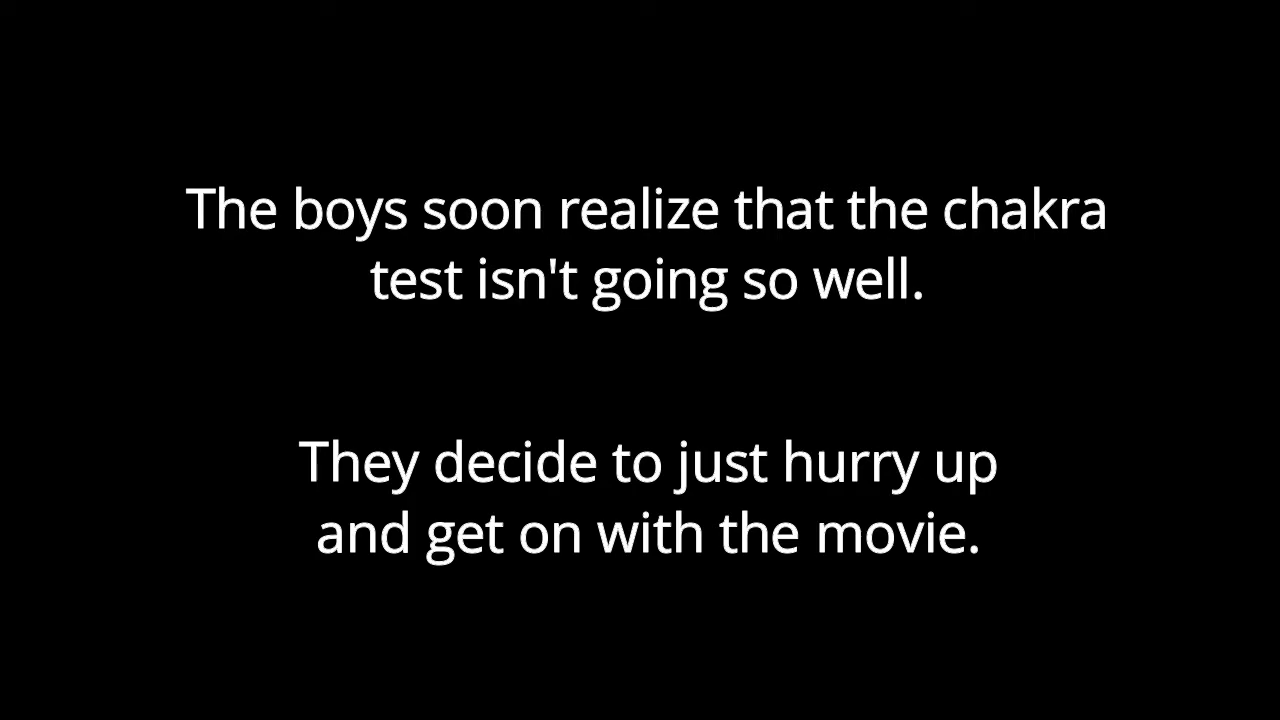 The boys soon realize that the chakra
test isn't going so well.
They decide to just hurry up
and get on with the movie.